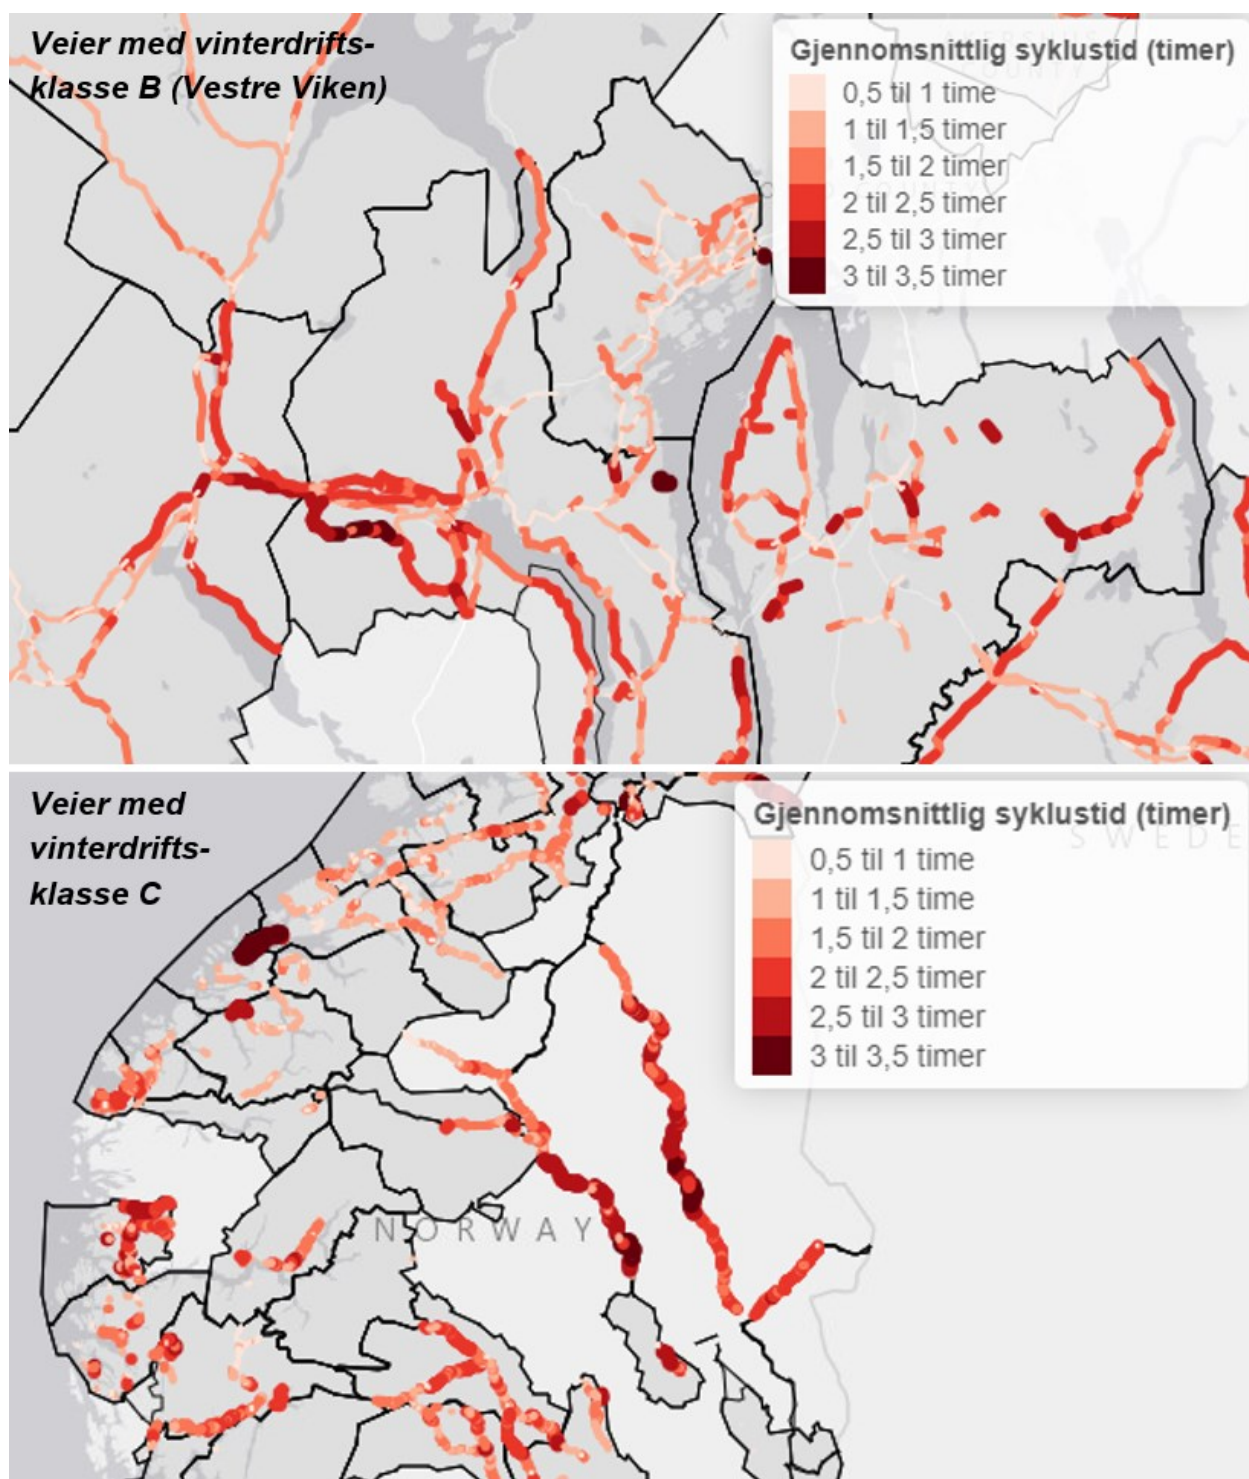 Veier med vinterdrifts-
klasse B (Vestre Viken)
Gjennomsnittlig syklustid (timer)
0,5 til 1 time
1 til 1,5 timer
1,5 til 2 timer
2 til 2,5 timer
2,5 til 3 timer
3 til 3,5 timer
Veier med
vinterdrifts-
klasse C
Gjennomsnittlig syklustid (timer)
0,5 til 1 time
1 til 1,5 time
1,5 til 2 timer
2 til 2,5 timer
2,5 til 3 timer
3 til 3,5 timer
SWEDE
NORWAY